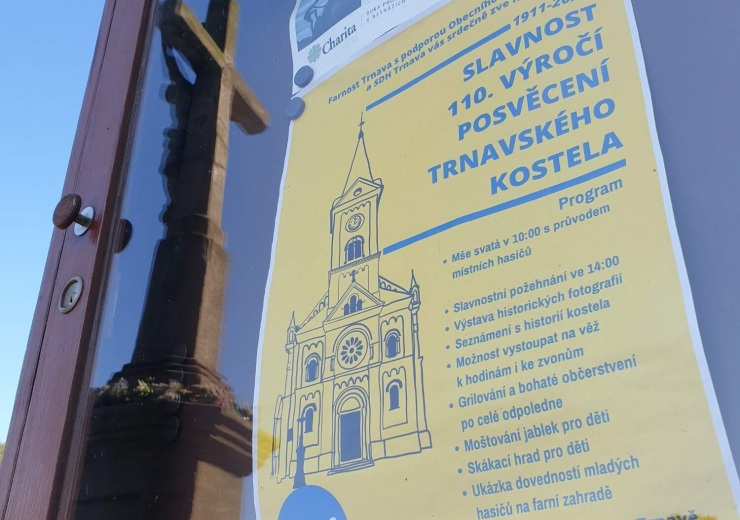 Charita
Farnost Trnava s podporou Obecního
a SDH Trnava vás srdečně zve
1911-20
SLAVNOST
110. VÝROČÍ
POSVĚCENÍ
TRNAVSKÉHO
KOSTELA
Program
• Mše svatá v 10:00 s průvodem
místních hasičů
• Slavnostní požehnání ve 14:00
• Výstava historických fotografií
• Seznámení s historií kostela
• Možnost vystoupat na věž
k hodinám i ke zvonům
• Grilování a bohaté občerstvení
po celé odpoledne
• Moštování jablek pro děti
• Skákací hrad pro děti
• Ukázka dovedností mladých
hasičů na farní zahradě